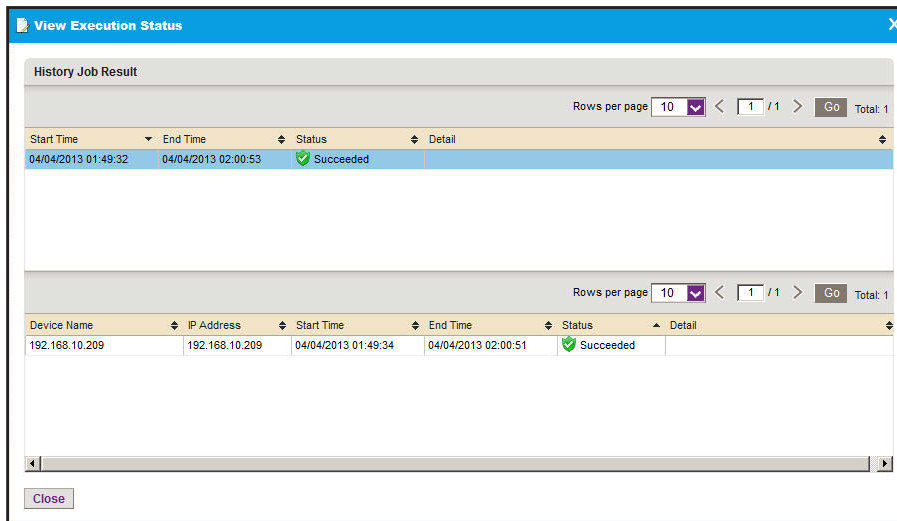 View Execution Status X
History Job Result
Rows per page 10 < 1 / 1 > Go Total: 1
Start Time End Time Status Detail
04/04/2013 01:49:32 04/04/2013 02:00:53 Succeeded
Rows per page 10 < 1 / 1 > Go Total: 1
Device Name IP Address Start Time End Time Status Detail
192.168.10.209 192.168.10.209 04/04/2013 01:49:34 04/04/2013 02:00:51 Succeeded
Close